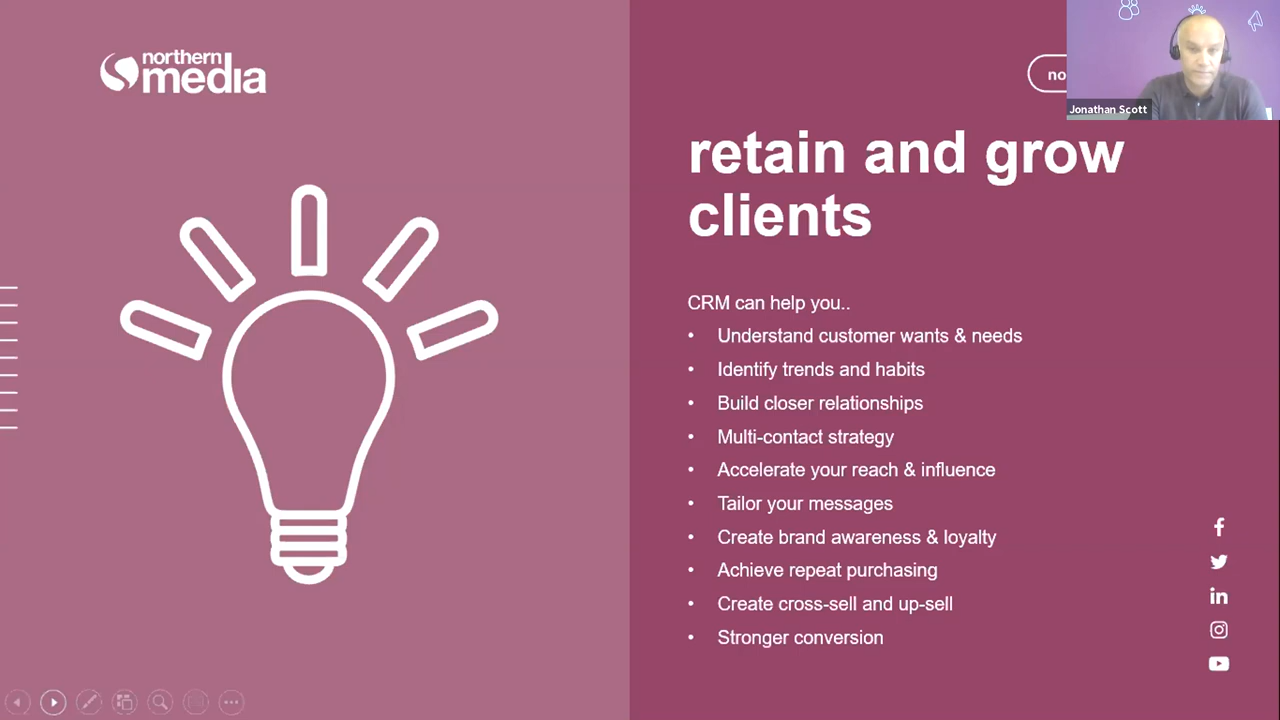 northern
media
no
Jonathan Scott
retain and grow
clients
CRM can help you..
• Understand customer wants & needs
• Identify trends and habits
• Build closer relationships
• Multi-contact strategy
• Accelerate your reach & influence
• Tailor your messages
• Create brand awareness & loyalty
• Achieve repeat purchasing
• Create cross-sell and up-sell
• Stronger conversion